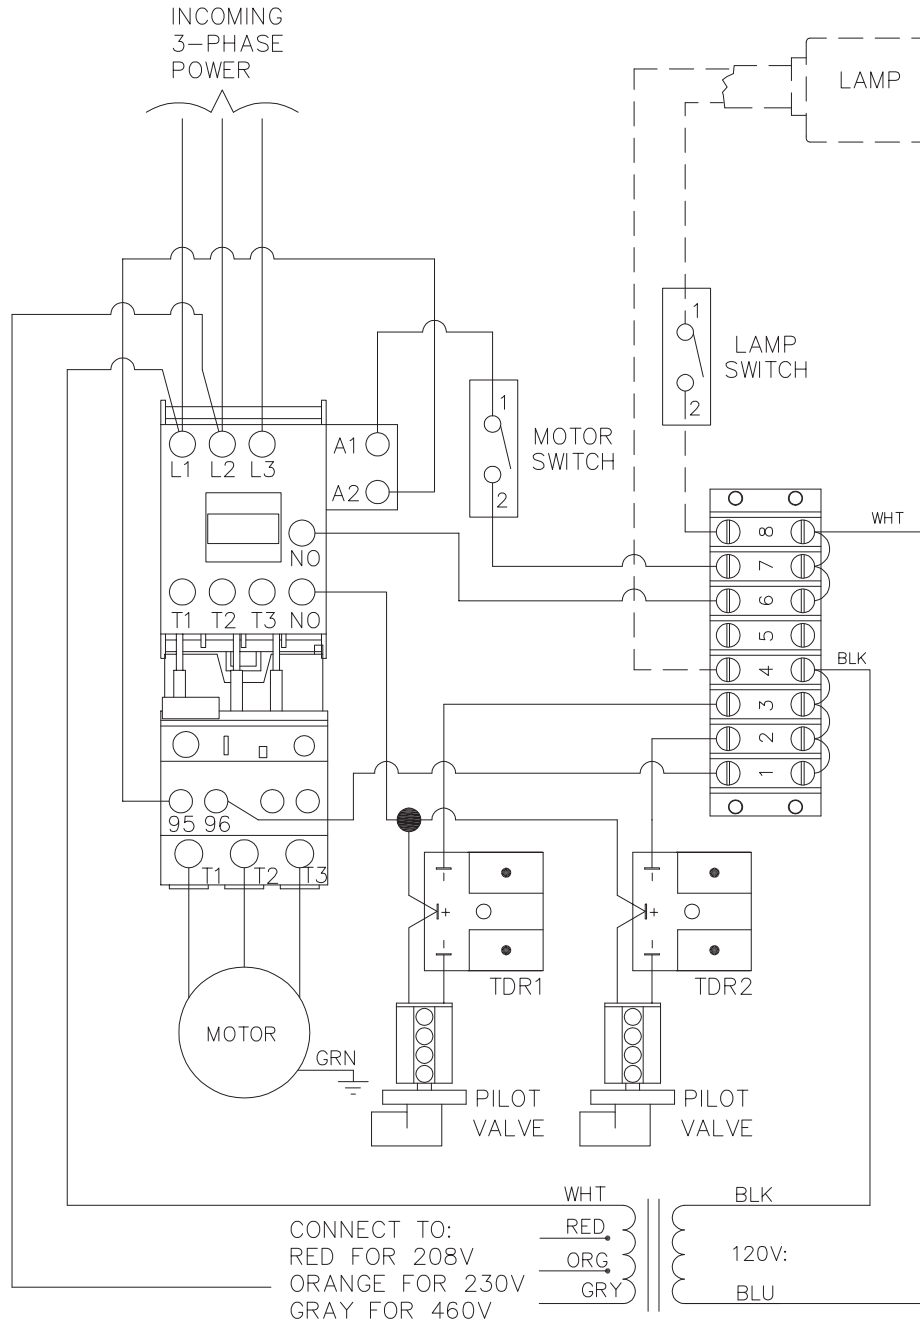 INCOMING
3-PHASE
POWER
LAMP
1
2
LAMP
SWITCH
1
2
MOTOR
SWITCH
A1
A2
L1 L2 L3
NO
T1 T2 T3 NO
WHT
8
7
6
5
4
3
2
1
BLK
95 96
T1 T2 T3
+
+
TDR1
TDR2
MOTOR
GRN
PILOT
VALVE
PILOT
VALVE
WHT
RED
ORG
GRY
BLK
120V:
BLU
CONNECT TO:
RED FOR 208V
ORANGE FOR 230V
GRAY FOR 460V